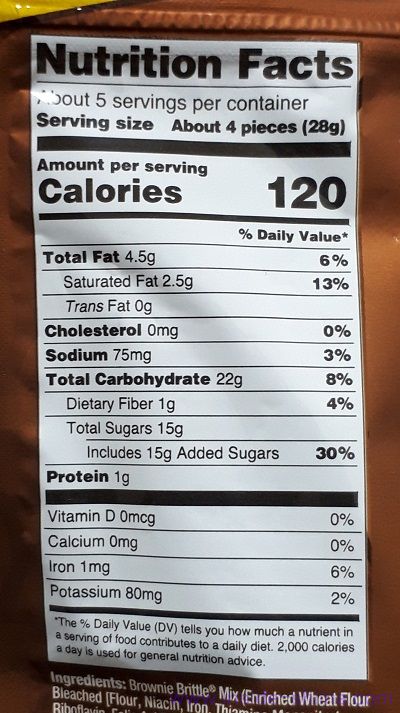 Nutrition Facts
About 5 servings per container
Serving size About 4 pieces (28g)
Amount per serving
Calories 120
% Daily Value*
Total Fat 4.5g 6%
Saturated Fat 2.5g 13%
Trans Fat 0g
Cholesterol 0mg 0%
Sodium 75mg 3%
Total Carbohydrate 22g 8%
Dietary Fiber 1g 4%
Total Sugars 15g
Includes 15g Added Sugars 30%
Protein 1g
Vitamin D 0mcg 0%
Calcium 0mg 0%
Iron 1mg 6%
Potassium 80mg 2%
*The % Daily Value (DV) tells you how much a nutrient in
a serving of food contributes to a daily diet. 2,000 calories
a day is used for general nutrition advice.
Ingredients: Brownie Brittle® Mix (Enriched Wheat Flour
Bleached [Flour, Niacin, Iron,